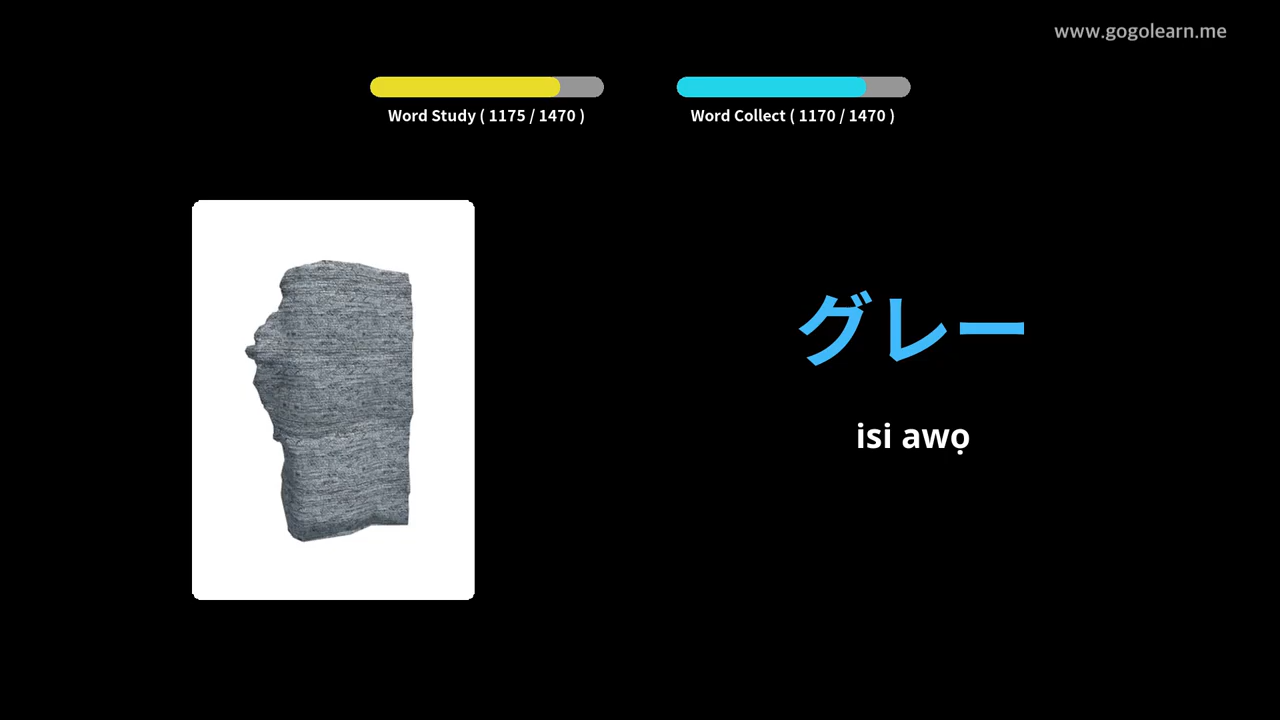 www.gogolearn.me
Word Study ( 1175 / 1470 )
Word Collect ( 1170 / 1470 )
グレー
isi awọ